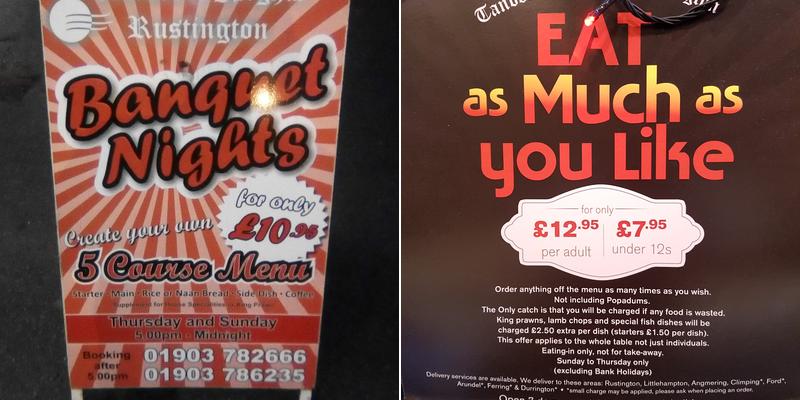 Rustington
Banquet
Nights
for only
£10.95
Create your own
5 Course Menu
Starter • Main • Rice or Naan Bread • Side Dish • Coffee
Supplement for House Specialities or King Prawn
Thursday and Sunday
5.00pm - Midnight
Booking
after
5.00pm
01903 782666
01903 786235
EAT
as Much as
you Like
for only
£12.95
per adult
£7.95
under 12s
Order anything off the menu as many times as you wish.
Not including Popadums.
The Only catch is that you will be charged if any food is wasted.
King prawns, lamb chops and special fish dishes will be
charged £2.50 extra per dish (starters £1.50 per dish).
This offer applies to the whole table not just individuals.
Eating-in only, not for take-away.
Sunday to Thursday only
(excluding Bank Holidays)
Delivery services are available. We deliver to these areas: Rustington, Littlehampton, Angmering, Climping*, Ford*,
Arundel*, Ferring* & Durrington* • *small charge may be applied, please ask when placing an order.